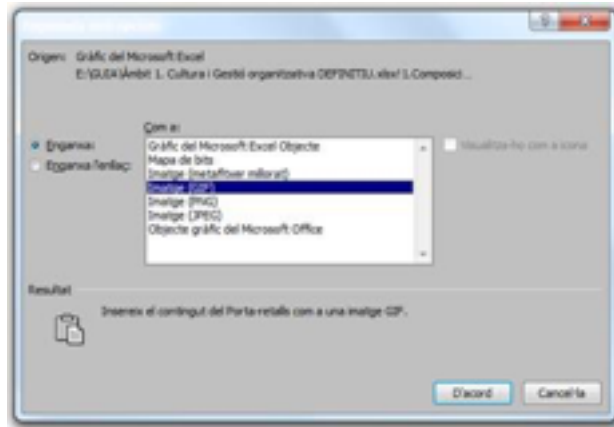 Origen: Gràfic del Microsoft Excel
E:\GUIA\Àmbit 1. Cultura i Gestió organitzativa DEFINITIU.xlsx! 1.Composici...
Com a:
Enganxa:
Enganxa l'enllaç:
Gràfic del Microsoft Excel Objecte
Mapa de bits
Imatge (metafitxer millorat)
Imatge (GIF)
Imatge (PNG)
Imatge (JPEG)
Objecte gràfic del Microsoft Office
Visualitza-ho com a icona
Resultat
Insereix el contingut del Porta-retalls com a una imatge GIF.
D'acord
Cancel·la